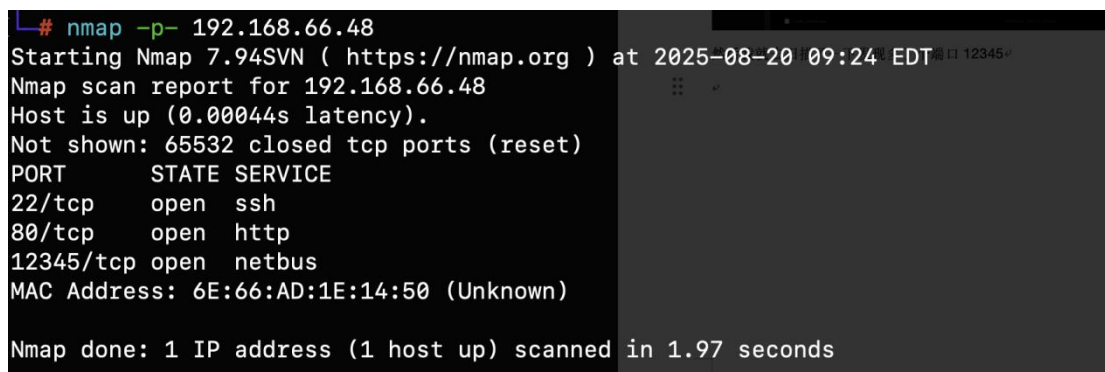 # nmap -p- 192.168.66.48
Starting Nmap 7.94SVN ( https://nmap.org ) at 2025-08-20 09:24 EDT
Nmap scan report for 192.168.66.48
Host is up (0.00044s latency).
Not shown: 65532 closed tcp ports (reset)
PORT      STATE SERVICE
22/tcp    open  ssh
80/tcp    open  http
12345/tcp open  netbus
MAC Address: 6E:66:AD:1E:14:50 (Unknown)
Nmap done: 1 IP address (1 host up) scanned in 1.97 seconds
端口 12345